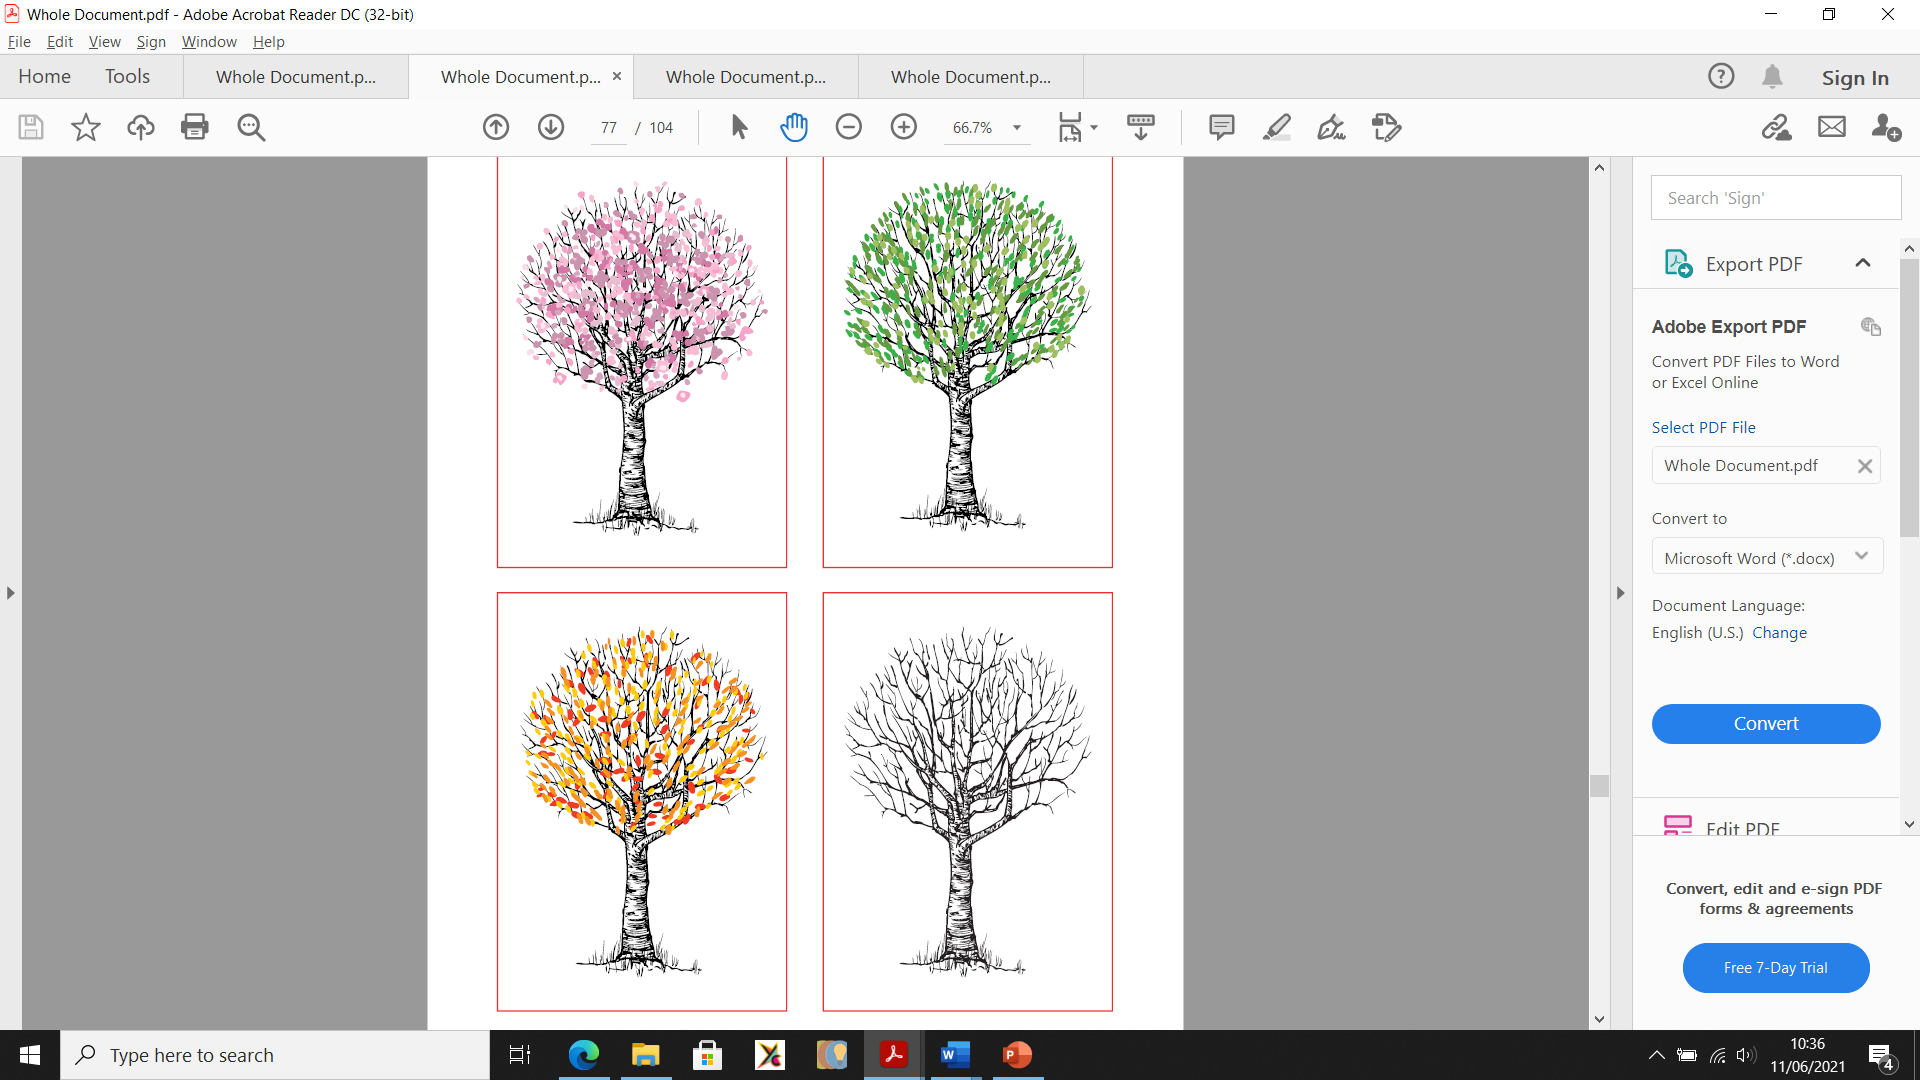 Whole Document.pdf - Adobe Acrobat Reader DC (32-bit)
File Edit View Sign Window Help
Home Tools Whole Document.p... Whole Document.p... Whole Document.p... Whole Document.p... Sign In
77 / 104 66.7%
Search 'Sign'
Export PDF
Adobe Export PDF
Convert PDF Files to Word
or Excel Online
Select PDF File
Whole Document.pdf
Convert to
Microsoft Word (*.docx)
Document Language:
English (U.S.) Change
Convert
Edit PDF
Convert, edit and e-sign PDF
forms & agreements
Free 7-Day Trial
Type here to search
10:36
11/06/2021
4